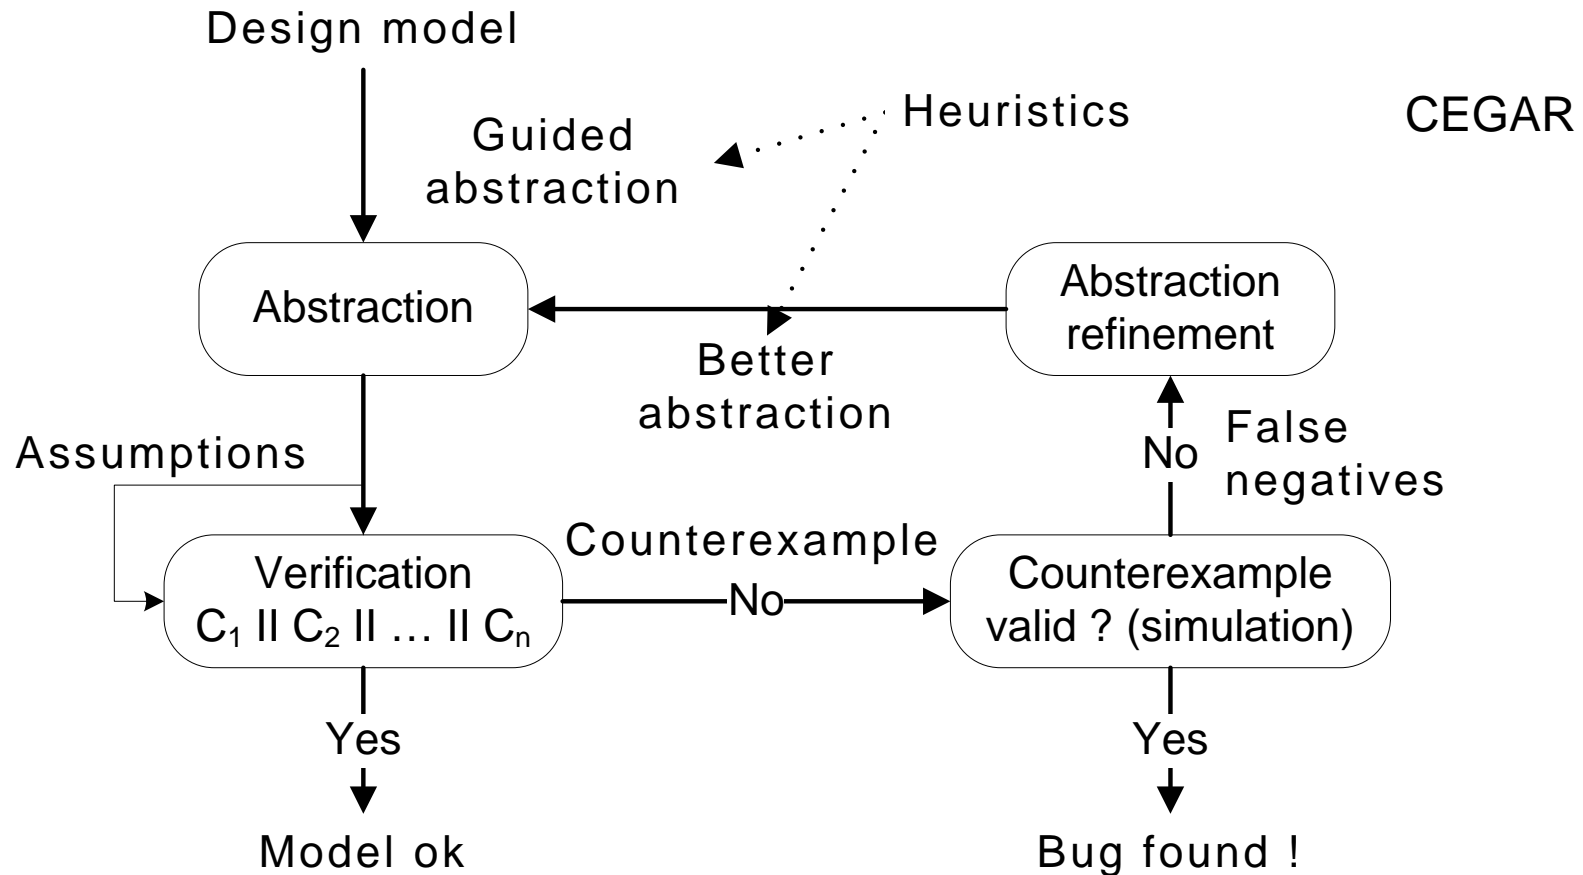 Design model
Heuristics
CEGAR
Guided
abstraction
Abstraction
Abstraction
refinement
Better
abstraction
Assumptions
No
False
negatives
Verification
C₁ II C₂ II … II Cₙ
Counterexample
No
Counterexample
valid ? (simulation)
Yes
Yes
Model ok
Bug found !